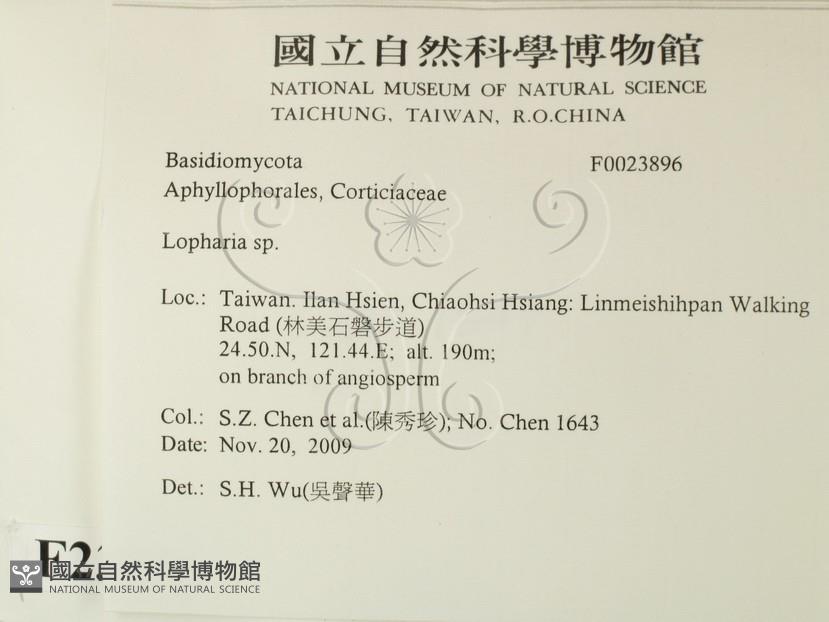 國立自然科學博物館
NATIONAL MUSEUM OF NATURAL SCIENCE
TAICHUNG, TAIWAN, R.O.CHINA
Basidiomycota F0023896
Aphyllophorales, Corticiaceae
Lopharia sp.
Loc.: Taiwan. Ilan Hsien, Chiaohsi Hsiang: Linmeishihpan Walking
Road (林美石磐步道)
24.50.N, 121.44.E; alt. 190m;
on branch of angiosperm
Col.: S.Z. Chen et al.(陳秀珍); No. Chen 1643
Date: Nov. 20, 2009
Det.: S.H. Wu(吳聲華)
國立自然科學博物館
NATIONAL MUSEUM OF NATURAL SCIENCE